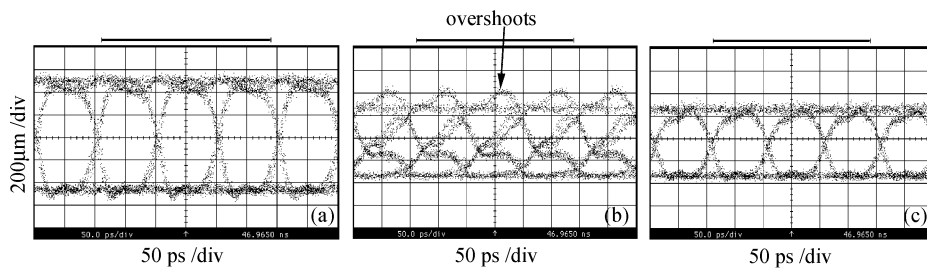 overshoots
200μm /div
(a)
(b)
(c)
50.0 ps/div
46.9650 ns
50.0 ps/div
46.9650 ns
50.0 ps/div
46.9650 ns
50 ps /div
50 ps /div
50 ps /div